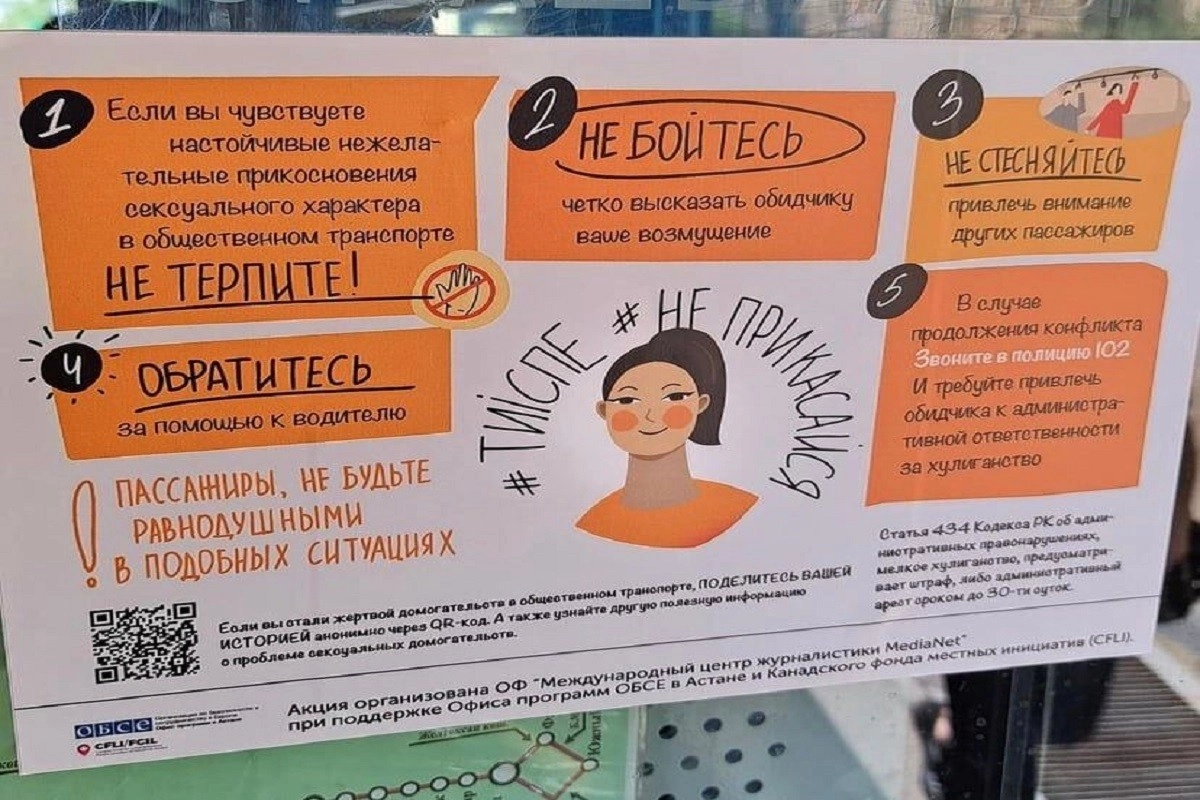 1
Если вы чувствуете
настойчивые нежела-
тельные прикосновения
сексуального характера
в общественном транспорте
НЕ ТЕРПИТЕ!
2
НЕ БОЙТЕСЬ
четко высказать обидчику
ваше возмущение
3
НЕ СТЕСНЯЙТЕСЬ
привлечь внимание
других пассажиров
4
ОБРАТИТЕСЬ
за помощью к водителю
5
В случае
продолжения конфликта
Звоните в полицию 102
И требуйте привлечь
обидчика к администра-
тивной ответственности
за хулиганство
# ТИІСПЕ # НЕ ПРИКАСАЙСЯ
! ПАССАЖИРЫ, НЕ БУДЬТЕ
РАВНОДУШНЫМИ
В ПОДОБНЫХ СИТУАЦИЯХ
Статья 434 Кодекса РК об адми-
нистративных правонарушениях,
мелкое хулиганство, предусматри-
вает штраф, либо административный
арест сроком до 30-ти суток.
Если вы стали жертвой домогательств в общественном транспорте, ПОДЕЛИТЕСЬ ВАШЕЙ
ИСТОРИЕЙ анонимно через QR-код. А также узнайте другую полезную информацию
о проблеме сексуальных домогательств.
Акция организована ОФ "Международный центр журналистики MediaNet"
при поддержке Офиса программ ОБСЕ в Астане и Канадского фонда местных инициатив (CFLI).
ОБСЕ
CFLI/FCIL